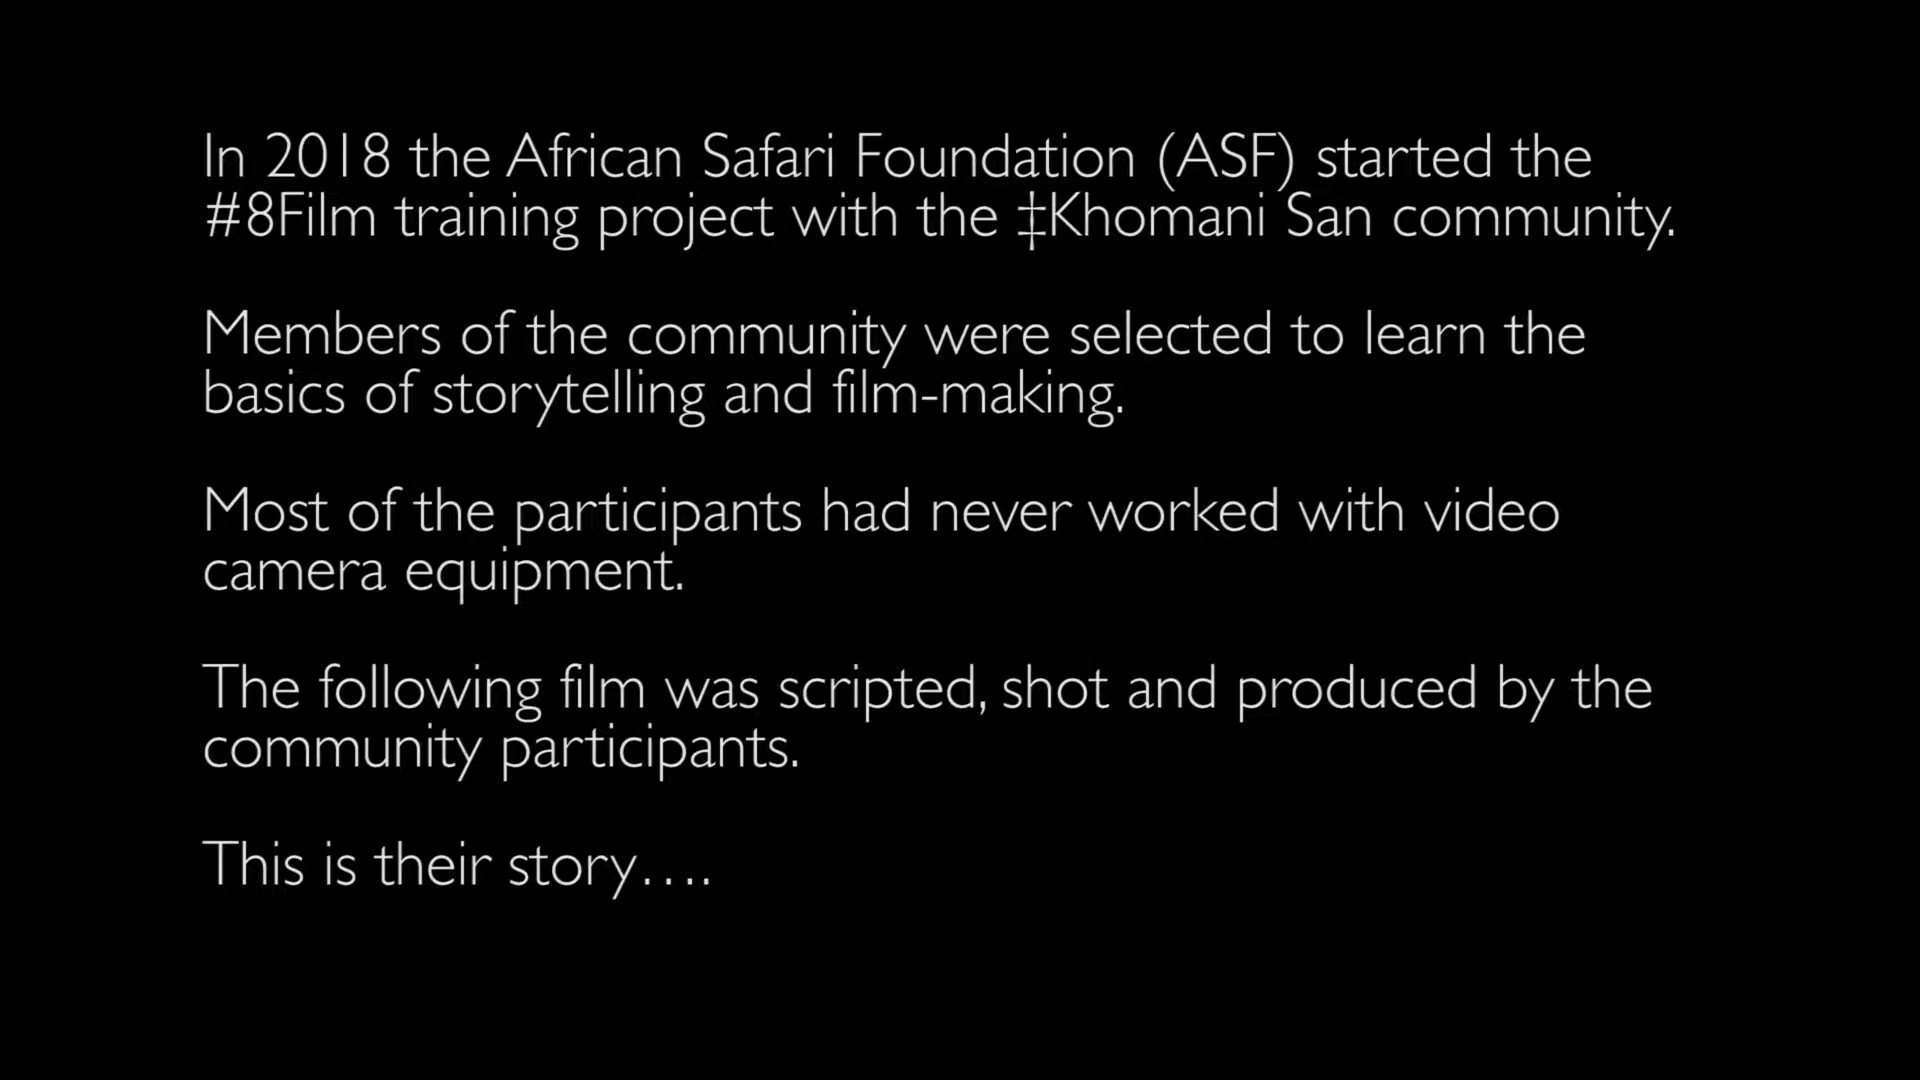 In 2018 the African Safari Foundation (ASF) started the
#8Film training project with the ‡Khomani San community.
Members of the community were selected to learn the
basics of storytelling and film-making.
Most of the participants had never worked with video
camera equipment.
The following film was scripted, shot and produced by the
community participants.
This is their story….